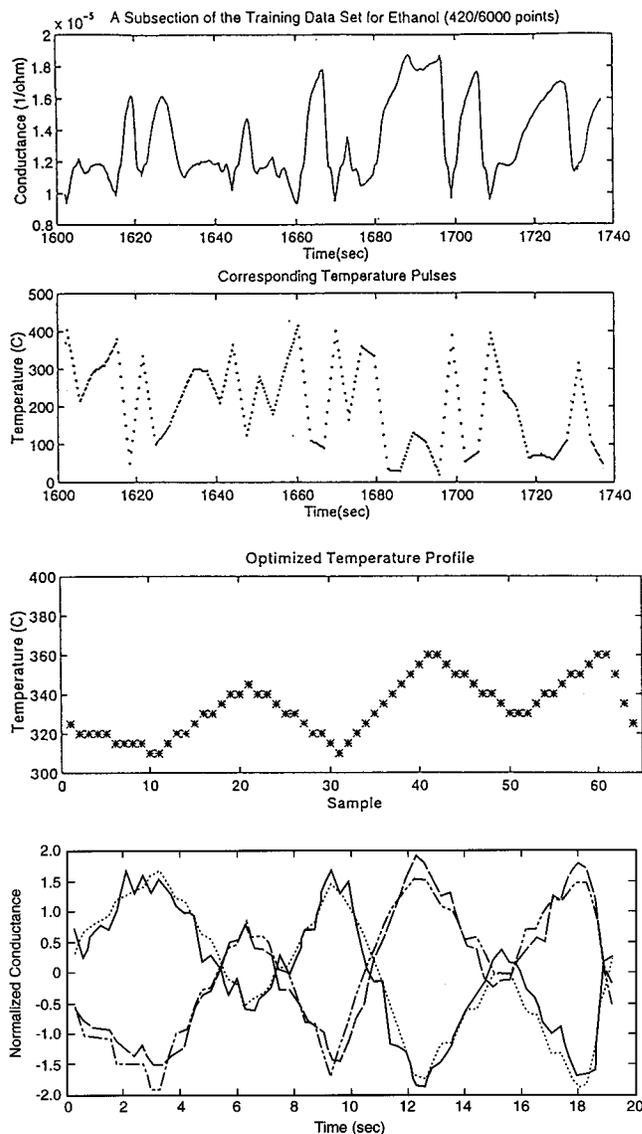 A Subsection of the Training Data Set for Ethanol (420/6000 points)
2 x 10⁻⁵
1.8
1.6
1.4
1.2
1
0.8
Conductance (1/ohm)
1600 1620 1640 1660 1680 1700 1720 1740
Time(sec)
Corresponding Temperature Pulses
500
400
300
200
100
0
Temperature (C)
1600 1620 1640 1660 1680 1700 1720 1740
Time(sec)
Optimized Temperature Profile
400
380
360
340
320
300
Temperature (C)
0 10 20 30 40 50 60
Sample
2.0
1.5
1.0
0.5
0
-0.5
-1.0
-1.5
-2.0
Normalized Conductance
0 2 4 6 8 10 12 14 16 18 20
Time (sec)